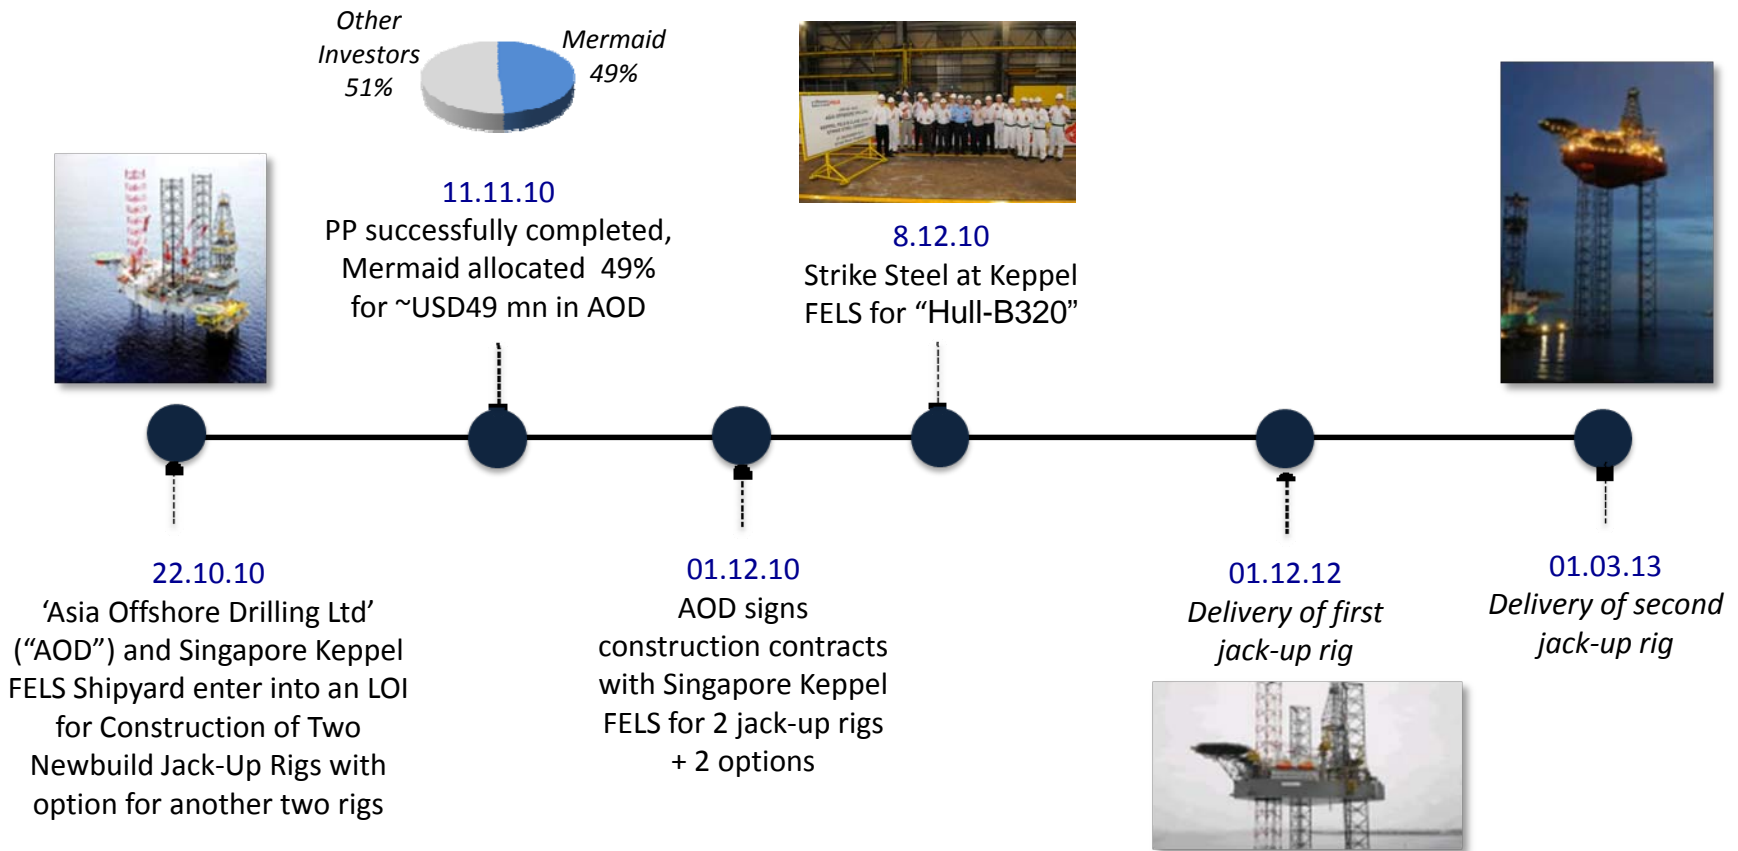 Other
Investors
51%
Mermaid
49%
11.11.10
PP successfully completed,
Mermaid allocated 49%
for ~USD49 mn in AOD
8.12.10
Strike Steel at Keppel
FELS for “Hull-B320”
22.10.10
‘Asia Offshore Drilling Ltd’
(“AOD”) and Singapore Keppel
FELS Shipyard enter into an LOI
for Construction of Two
Newbuild Jack-Up Rigs with
option for another two rigs
01.12.10
AOD signs
construction contracts
with Singapore Keppel
FELS for 2 jack-up rigs
+ 2 options
01.12.12
Delivery of first
jack-up rig
01.03.13
Delivery of second
jack-up rig